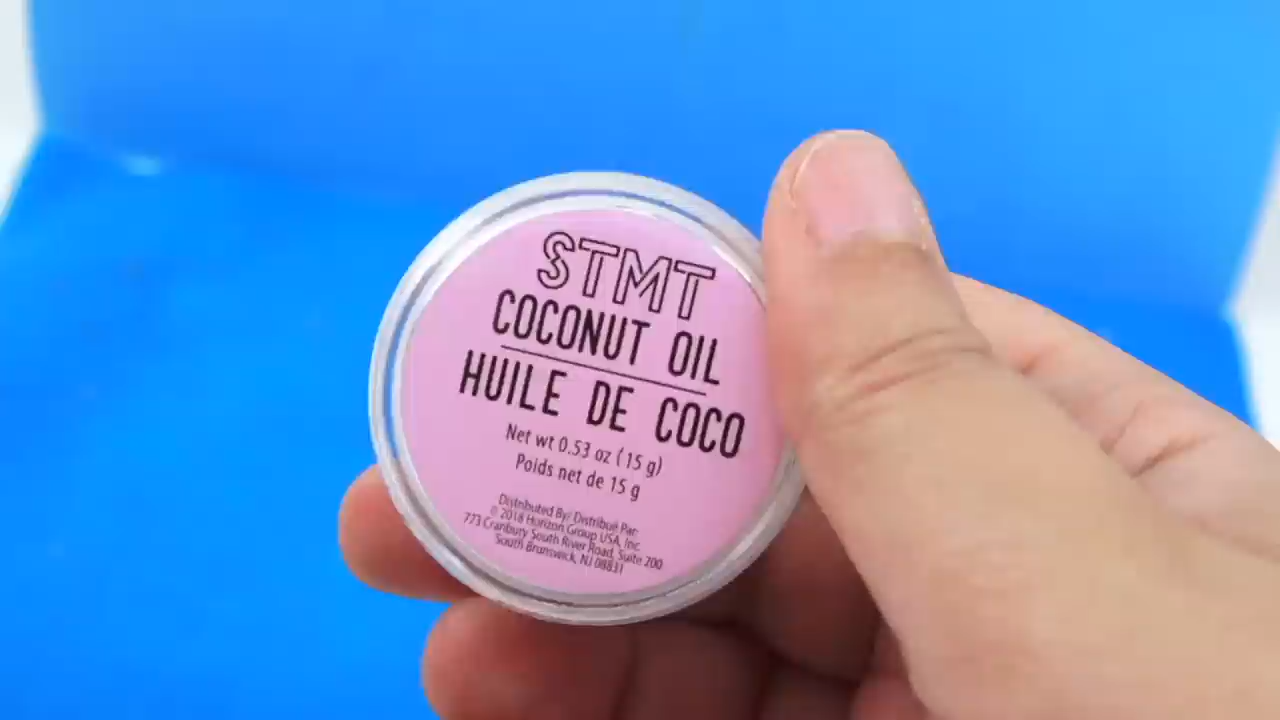 STMT
COCONUT OIL
HUILE DE COCO
Net wt 0.53 oz (15 g)
Poids net de 15 g
Distributed By/ Distribué Par:
© 2018 Horizon Group USA, Inc.
773 Cranbury South River Road, Suite 200
South Brunswick, NJ 08831